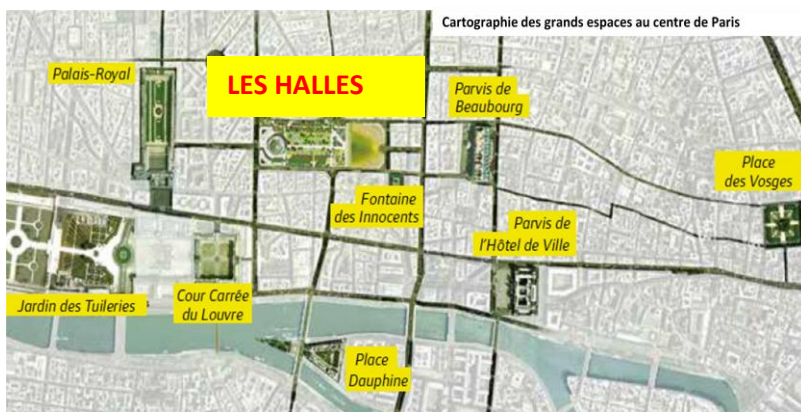 Cartographie des grands espaces au centre de Paris
Palais-Royal
LES HALLES
Parvis de
Beaubourg
Place
des Vosges
Fontaine
des Innocents
Parvis de
l'Hôtel de Ville
Jardin des Tuileries
Cour Carrée
du Louvre
Place
Dauphine